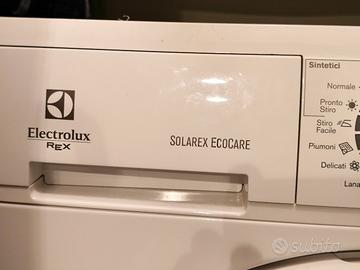 Electrolux
REX
SOLAREX ECOCARE
Sintetici
Normale
Pronto
Stiro
Stiro
Facile
Piumoni
Delicati
Lana
subito